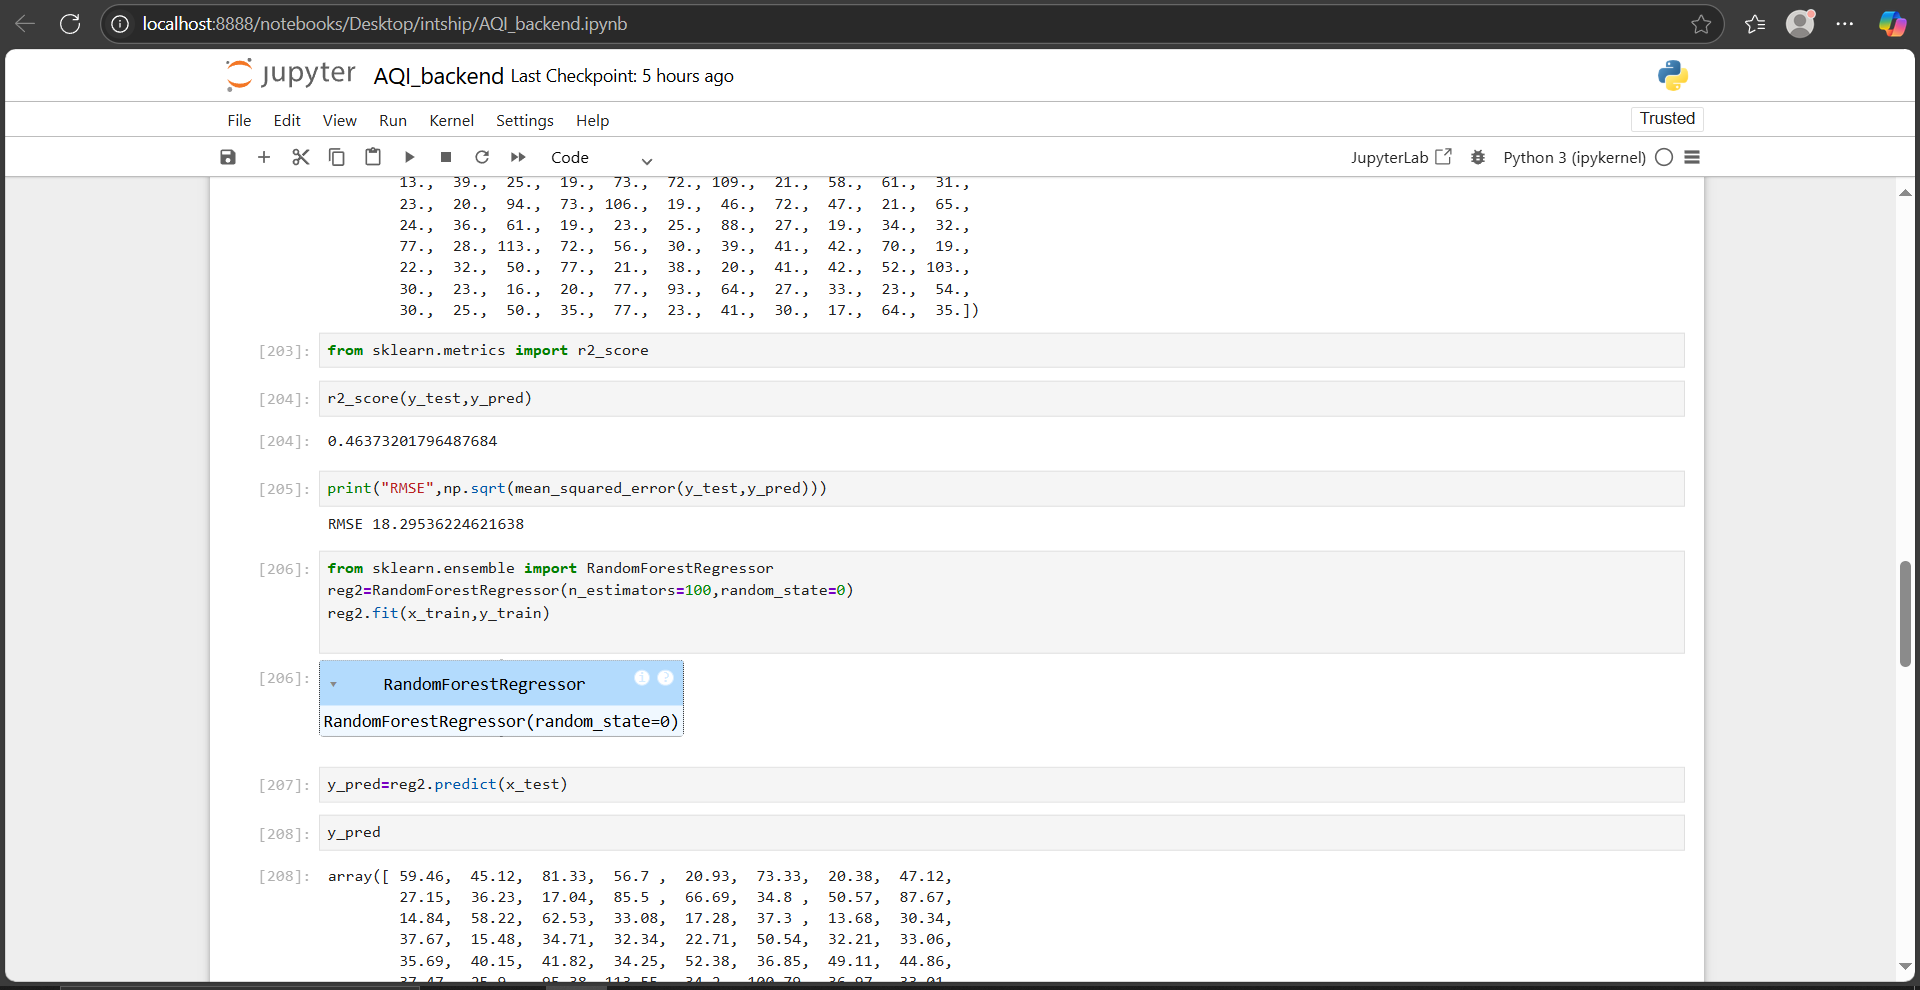 localhost:8888/notebooks/Desktop/intship/AQI_backend.ipynb
jupyter AQI_backend Last Checkpoint: 5 hours ago
File Edit View Run Kernel Settings Help Trusted
Code JupyterLab Python 3 (ipykernel)
13., 39., 25., 19., 73., 72., 109., 21., 58., 61., 31.,
23., 20., 94., 73., 106., 19., 46., 72., 47., 21., 65.,
24., 36., 61., 19., 23., 25., 88., 27., 19., 34., 32.,
77., 28., 113., 72., 56., 30., 39., 41., 42., 70., 19.,
22., 32., 50., 77., 21., 38., 20., 41., 42., 52., 103.,
30., 23., 16., 20., 77., 93., 64., 27., 33., 23., 54.,
30., 25., 50., 35., 77., 23., 41., 30., 17., 64., 35.])
[203]: from sklearn.metrics import r2_score
[204]: r2_score(y_test,y_pred)
[204]: 0.46373201796487684
[205]: print("RMSE",np.sqrt(mean_squared_error(y_test,y_pred)))
RMSE 18.29536224621638
[206]: from sklearn.ensemble import RandomForestRegressor
reg2=RandomForestRegressor(n_estimators=100,random_state=0)
reg2.fit(x_train,y_train)
[206]: RandomForestRegressor
RandomForestRegressor(random_state=0)
[207]: y_pred=reg2.predict(x_test)
[208]: y_pred
[208]: array([ 59.46, 45.12, 81.33, 56.7 , 20.93, 73.33, 20.38, 47.12,
27.15, 36.23, 17.04, 85.5 , 66.69, 34.8 , 50.57, 87.67,
14.84, 58.22, 62.53, 33.08, 17.28, 37.3 , 13.68, 30.34,
37.67, 15.48, 34.71, 32.34, 22.71, 50.54, 32.21, 33.06,
35.69, 40.15, 41.82, 34.25, 52.38, 36.85, 49.11, 44.86,